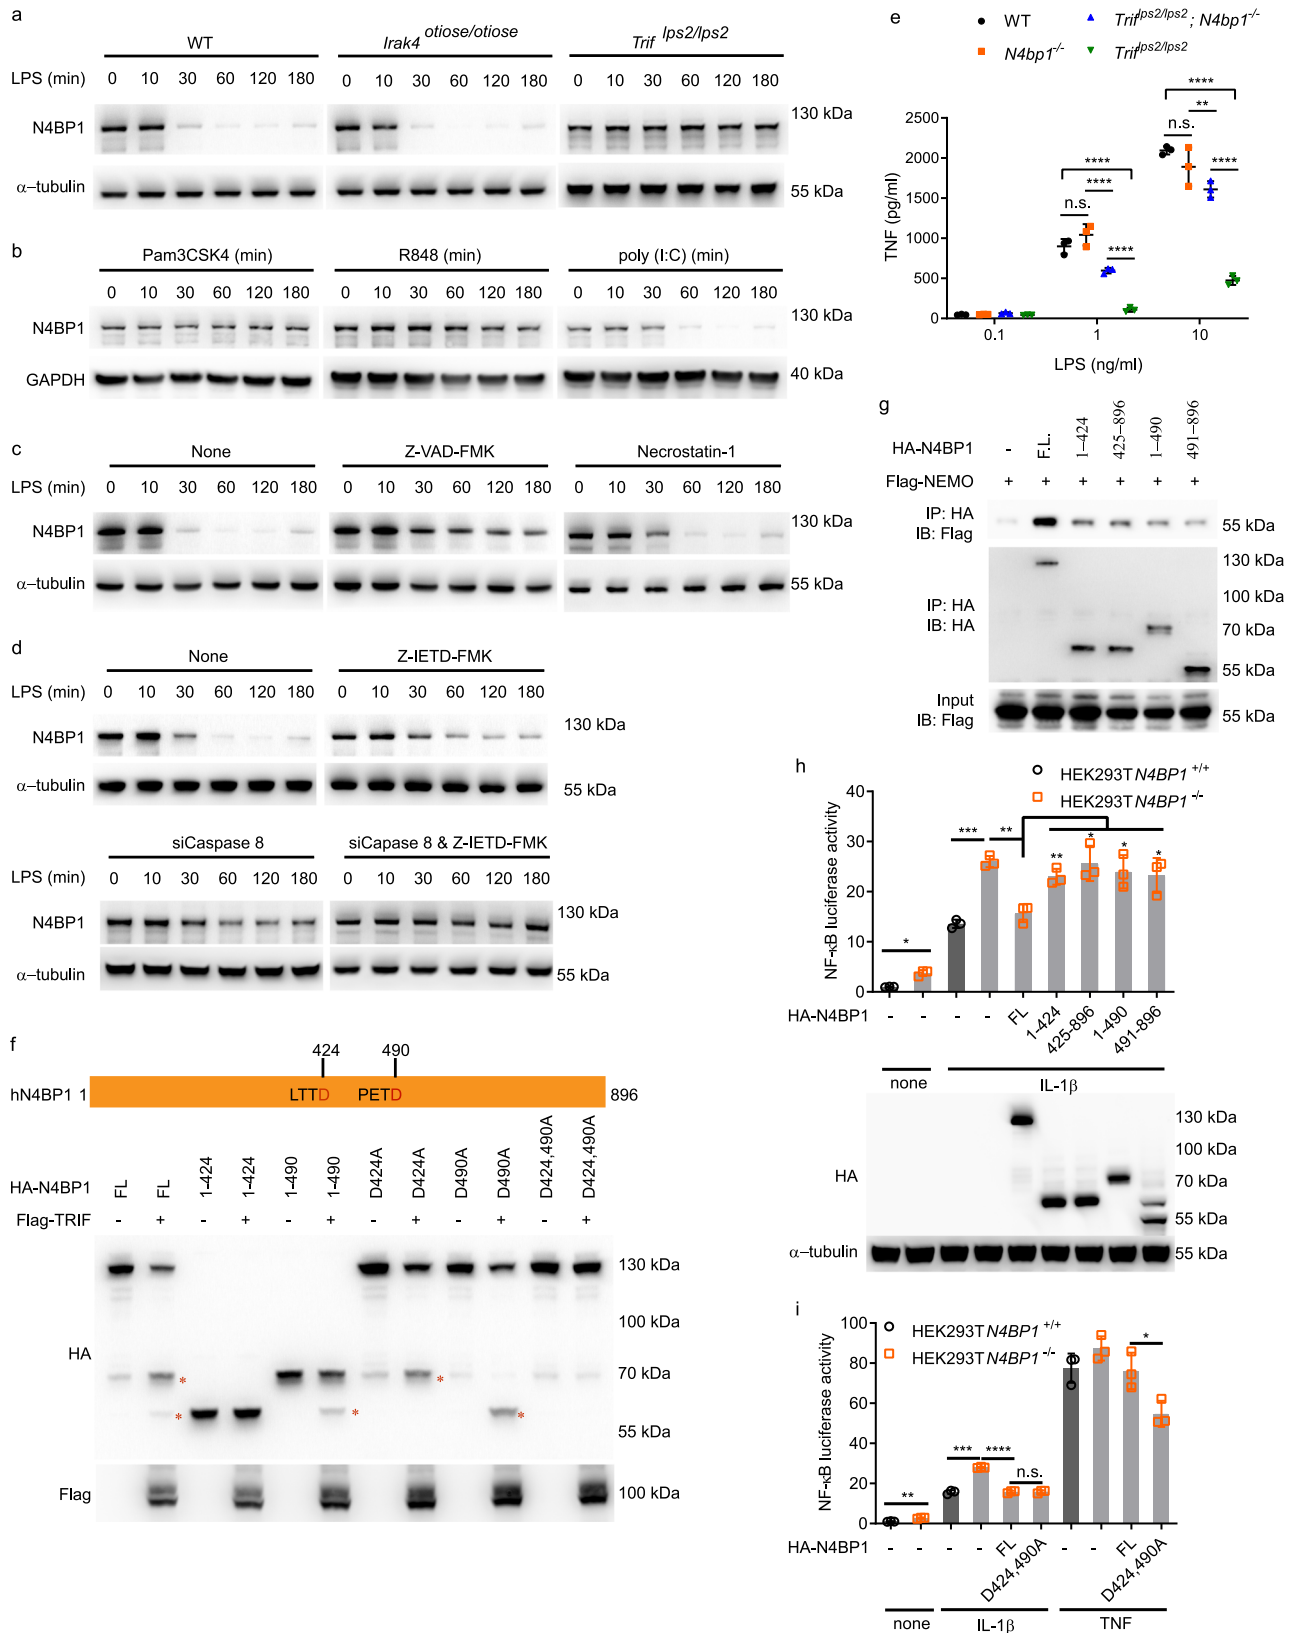 a
WT
Irak4 otiose/otiose
Trif lps2/lps2
LPS (min) 0 10 30 60 120 180 0 10 30 60 120 180 0 10 30 60 120 180
N4BP1 130 kDa
α–tubulin 55 kDa
b
Pam3CSK4 (min) R848 (min) poly (I:C) (min)
0 10 30 60 120 180 0 10 30 60 120 180 0 10 30 60 120 180
N4BP1 130 kDa
GAPDH 40 kDa
c
None Z-VAD-FMK Necrostatin-1
LPS (min) 0 10 30 60 120 180 0 10 30 60 120 180 0 10 30 60 120 180
N4BP1 130 kDa
α–tubulin 55 kDa
d
None Z-IETD-FMK
LPS (min) 0 10 30 60 120 180 0 10 30 60 120 180
N4BP1 130 kDa
α–tubulin 55 kDa
siCaspase 8 siCapase 8 & Z-IETD-FMK
LPS (min) 0 10 30 60 120 180 0 10 30 60 120 180
N4BP1 130 kDa
α–tubulin 55 kDa
f
424 490
hN4BP1 1 LTTD PETD 896
HA-N4BP1 FL FL 1-424 1-424 1-490 1-490 D424A D424A D490A D490A D424,490A D424,490A
Flag-TRIF - + - + - + - + - + - +
130 kDa
100 kDa
HA
70 kDa
*
*
*
*
*
55 kDa
Flag 100 kDa
e
WT Trif lps2/lps2; N4bp1-/-
N4bp1-/- Trif lps2/lps2
****
**
n.s.
****
****
****
n.s.
****
TNF (pg/ml)
2500
2000
1500
1000
500
0
0.1 1 10
LPS (ng/ml)
g
HA-N4BP1 - F.L. 1–424 425–896 1–490 491–896
Flag-NEMO + + + + + +
IP: HA
IB: Flag
55 kDa
130 kDa
100 kDa
IP: HA
IB: HA
70 kDa
55 kDa
Input
IB: Flag
55 kDa
h
HEK293T N4BP1 +/+
HEK293T N4BP1 -/-
NF-κB luciferase activity
40
30
20
10
0
* *** ** ** * * *
HA-N4BP1 - - - - FL 1-424 425-896 1-490 491-896
none IL-1β
130 kDa
100 kDa
HA
70 kDa
55 kDa
α–tubulin 55 kDa
i
HEK293T N4BP1 +/+
HEK293T N4BP1 -/-
NF-κB luciferase activity
100
80
60
40
20
0
** *** **** n.s. *
HA-N4BP1 - - - - FL D424,490A - - FL D424,490A
none IL-1β TNF